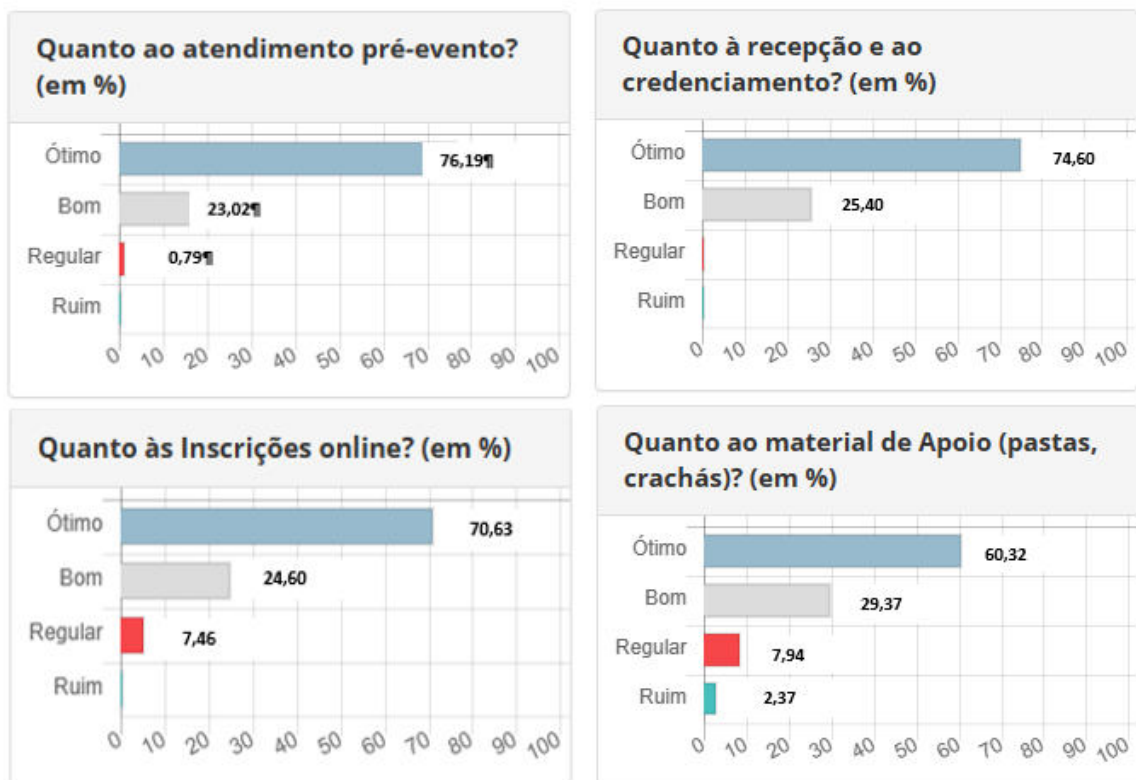 Quanto ao atendimento pré-evento?
(em %)
Ótimo
76,19¶
Bom
23,02¶
Regular
0,79¶
Ruim
0 10 20 30 40 50 60 70 80 90 100
Quanto à recepção e ao
credenciamento? (em %)
Ótimo
74,60
Bom
25,40
Regular
Ruim
0 10 20 30 40 50 60 70 80 90 100
Quanto às Inscrições online? (em %)
Ótimo
70,63
Bom
24,60
Regular
7,46
Ruim
0 10 20 30 40 50 60 70 80 90 100
Quanto ao material de Apoio (pastas,
crachás)? (em %)
Ótimo
60,32
Bom
29,37
Regular
7,94
Ruim
2,37
0 10 20 30 40 50 60 70 80 90 100